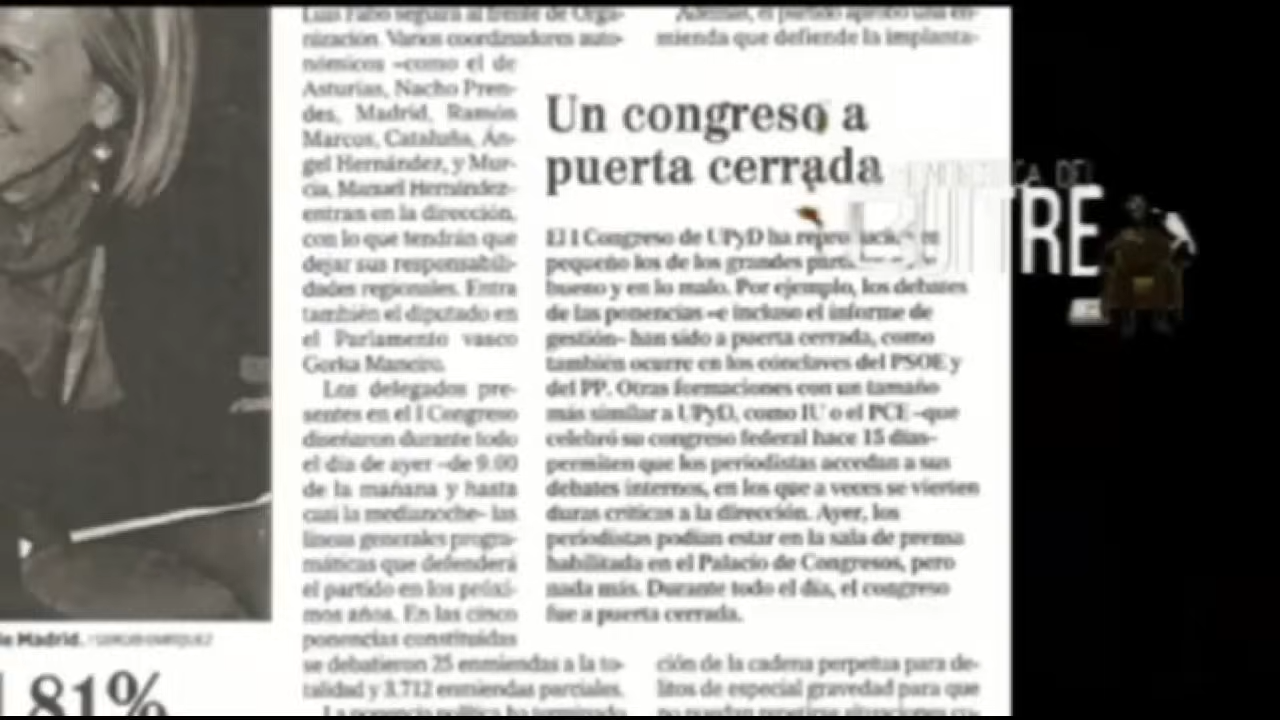 Luis Fabo seguirá al frente de Orga-
nización. Varios coordinadores auto-
nómicos –como el de
Asturias, Nacho Pren-
des, Madrid, Ramón
Marcos, Cataluña, Án-
gel Hernández, y Mur-
cia, Manuel Hernández–
entran en la dirección,
con lo que tendrán que
dejar sus responsabili-
dades regionales. Entra
también el diputado en
el Parlamento vasco
Gorka Maneiro.
Los delegados pre-
sentes en el I Congreso
diseñaron durante todo
el día de ayer –de 9.00
de la mañana y hasta
casi la medianoche– las
líneas generales progra-
máticas que defenderá
el partido en los próxi-
mos años. En las cinco
ponencias constituidas
se debatieron 25 enmiendas a la to-
talidad y 3.712 enmiendas parciales.
La ponencia política ha terminado
Además, el partido aprobó una en-
mienda que defiende la implanta-
Un congreso a
puerta cerrada
El I Congreso de UPyD ha
pequeño los de los grandes
bueno y en lo malo. Por ejemplo, los debates
de las ponencias –e incluso el informe de
gestión– han sido a puerta cerrada, como
también ocurre en los cónclaves del PSOE y
del PP. Otras formaciones con un tamaño
más similar a UPyD, como IU o el PCE –que
celebró su congreso federal hace 15 días–
permiten que los periodistas accedan a sus
debates internos, en los que a veces se vierten
duras críticas a la dirección. Ayer, los
periodistas podían estar en la sala de prensa
habilitada en el Palacio de Congresos, pero
nada más. Durante todo el día, el congreso
fue a puerta cerrada.
ción de la cadena perpetua para de-
litos de especial gravedad para que
BUITRE
de Madrid.
81%